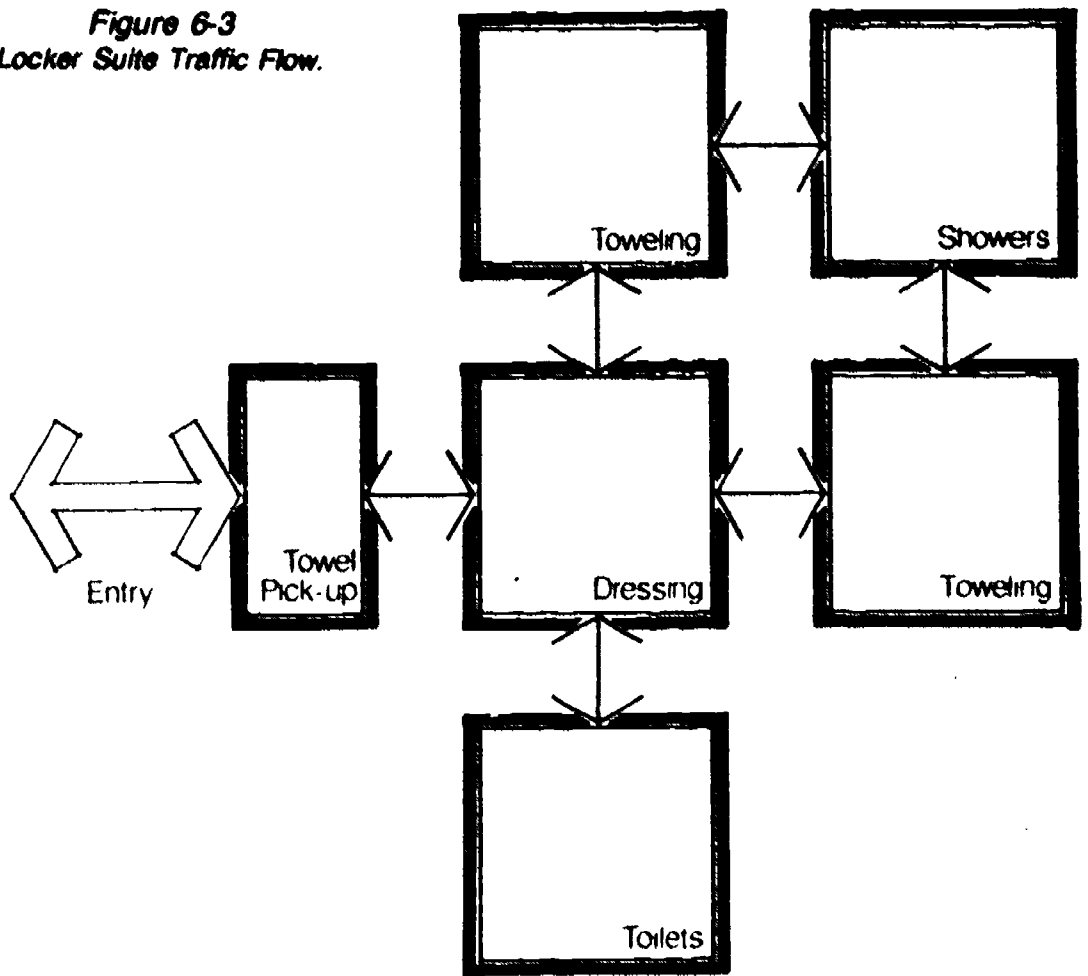 Figure 6-3
Locker Suite Traffic Flow.
Toweling
Showers
Entry
Towel
Pick-up
Dressing
Toweling
Toilets